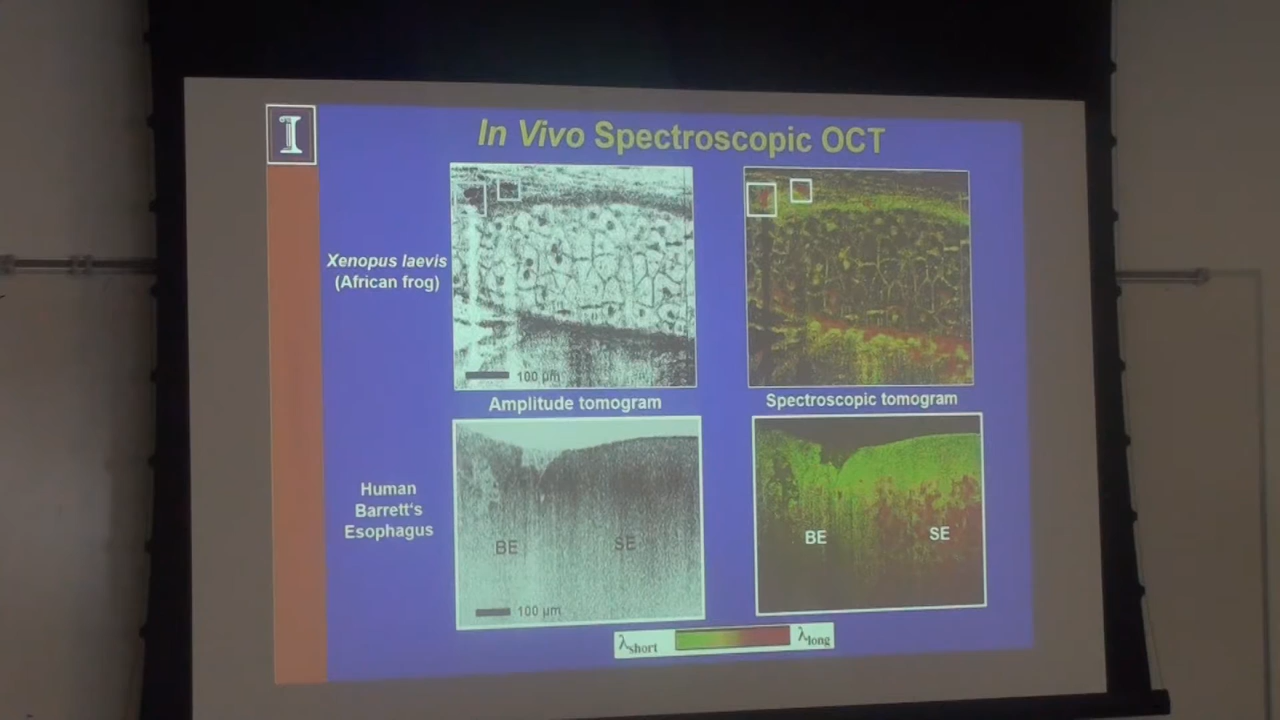 I
In Vivo Spectroscopic OCT
Xenopus laevis
(African frog)
100 µm
Amplitude tomogram
Spectroscopic tomogram
Human
Barrett's
Esophagus
BE
SE
BE
SE
100 µm
λshort
λlong